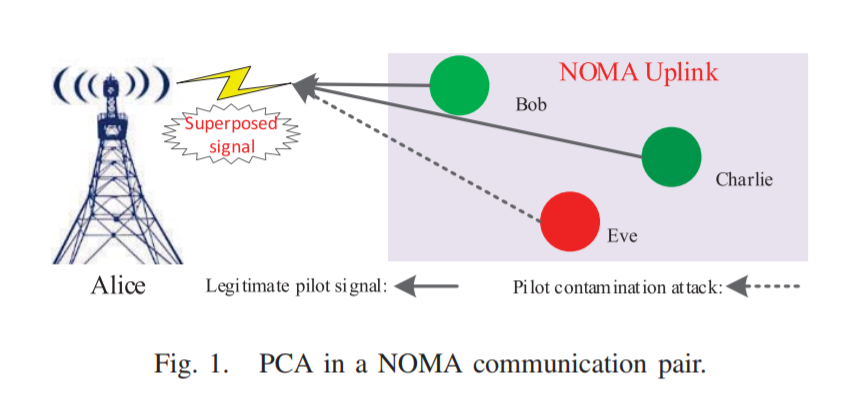 NOMA Uplink
Bob
Superposed
signal
Charlie
Eve
Alice
Legitimate pilot signal:
Pilot contamination attack:
Fig. 1. PCA in a NOMA communication pair.